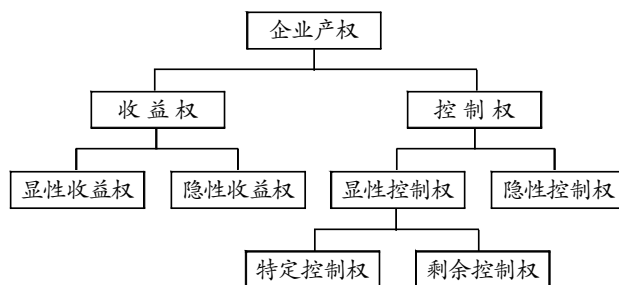 企业产权
收益权 控制权
显性收益权 隐性收益权 显性控制权 隐性控制权
特定控制权 剩余控制权